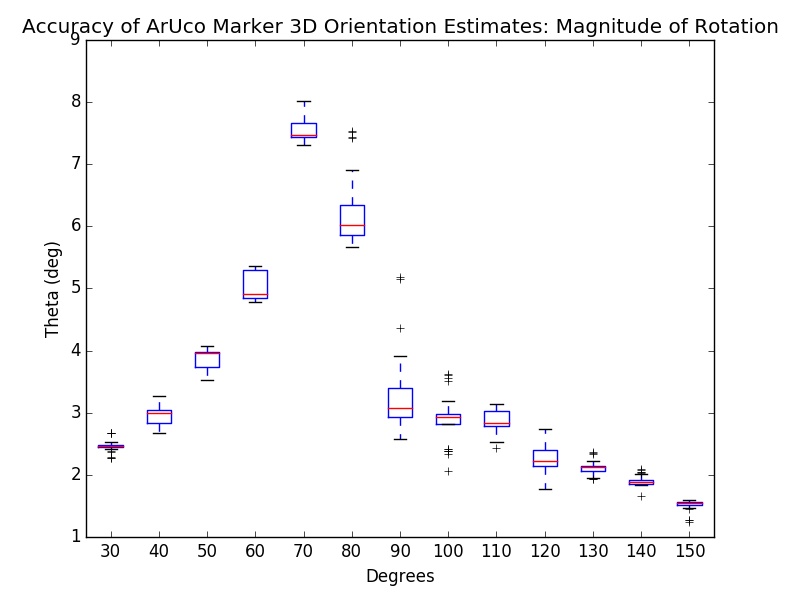 Accuracy of ArUco Marker 3D Orientation Estimates: Magnitude of Rotation
9
8
7
6
5
4
3
2
1
Theta (deg)
30 40 50 60 70 80 90 100 110 120 130 140 150
Degrees